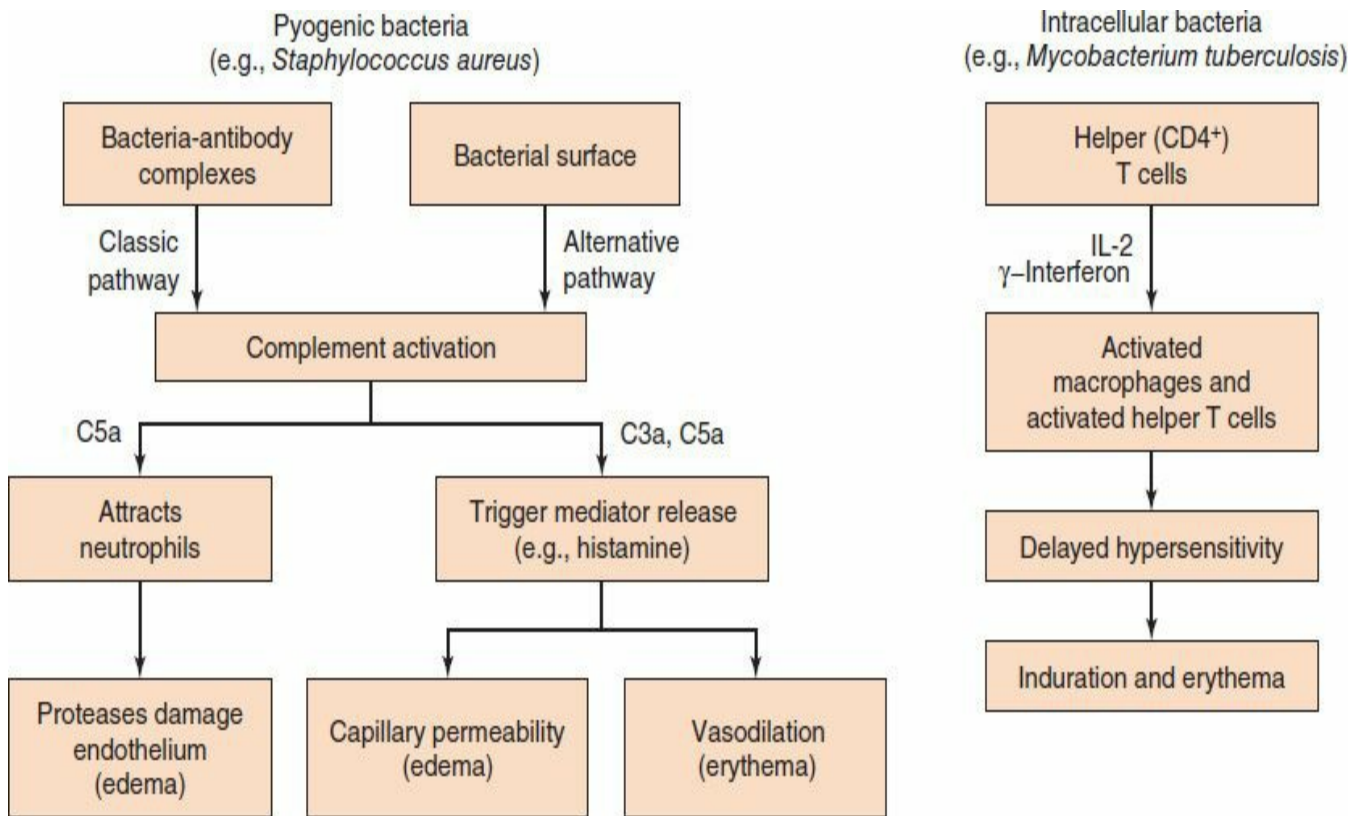 Pyogenic bacteria
(e.g., Staphylococcus aureus)
Bacteria-antibody
complexes
Bacterial surface
Classic
pathway
Alternative
pathway
Complement activation
C5a
C3a, C5a
Attracts
neutrophils
Trigger mediator release
(e.g., histamine)
Proteases damage
endothelium
(edema)
Capillary permeability
(edema)
Vasodilation
(erythema)
Intracellular bacteria
(e.g., Mycobacterium tuberculosis)
Helper (CD4⁺)
T cells
IL-2
γ–Interferon
Activated
macrophages and
activated helper T cells
Delayed hypersensitivity
Induration and erythema